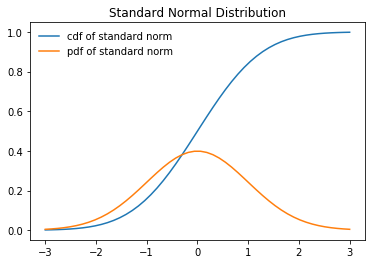 Standard Normal Distribution
cdf of standard norm
pdf of standard norm
1.0
0.8
0.6
0.4
0.2
0.0
−3 −2 −1 0 1 2 3